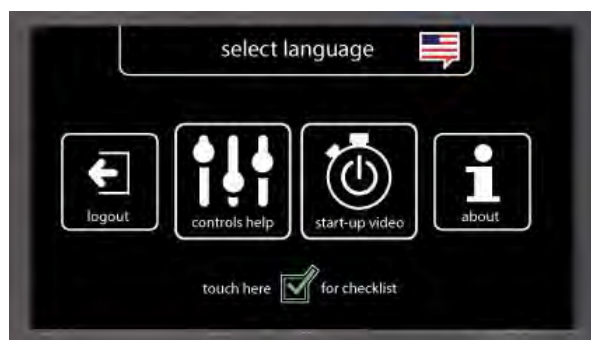 select language
logout
controls help
start-up video
about
touch here for checklist